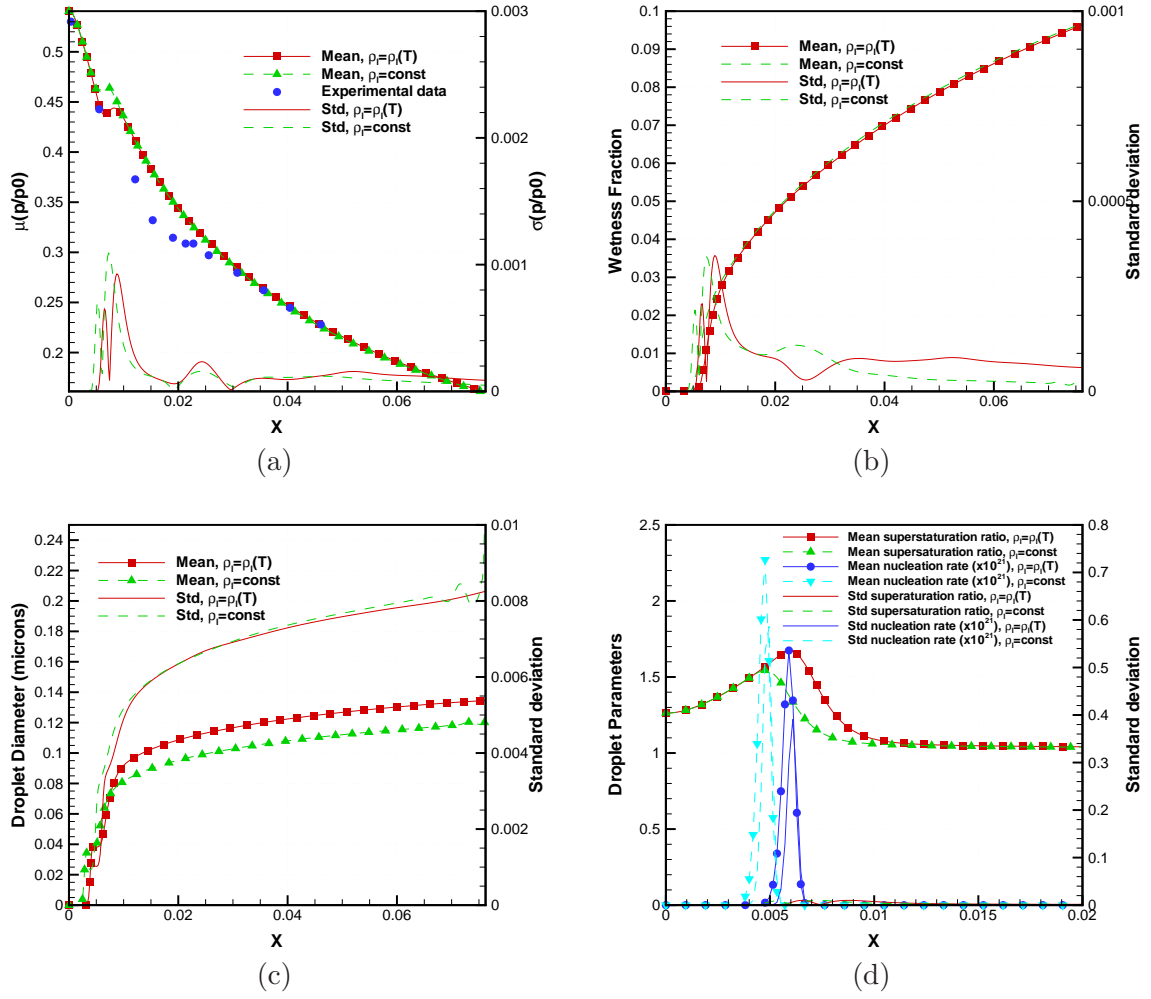 Mean, ρl=ρl(T)
Mean, ρl=const
Experimental data
Std, ρl=ρl(T)
Std, ρl=const
μ(p/p0)
0.5
0.45
0.4
0.35
0.3
0.25
0.2
σ(p/p0)
0.003
0.002
0.001
0
0 0.02 0.04 0.06
X
(a)
Mean, ρl=ρl(T)
Mean, ρl=const
Std, ρl=ρl(T)
Std, ρl=const
Wetness Fraction
0.1
0.09
0.08
0.07
0.06
0.05
0.04
0.03
0.02
0.01
0
Standard deviation
0.001
0.0005
0
0 0.02 0.04 0.06
X
(b)
Mean, ρl=ρl(T)
Mean, ρl=const
Std, ρl=ρl(T)
Std, ρl=const
Droplet Diameter (microns)
0.24
0.22
0.2
0.18
0.16
0.14
0.12
0.1
0.08
0.06
0.04
0.02
0
Standard deviation
0.01
0.008
0.006
0.004
0.002
0
0 0.02 0.04 0.06
X
(c)
Mean superstaturation ratio, ρl=ρl(T)
Mean supersaturation ratio, ρl=const
Mean nucleation rate (x10²¹), ρl=ρl(T)
Mean nucleation rate (x10²¹), ρl=const
Std supersaturation ratio, ρl=ρl(T)
Std supersaturation ratio, ρl=const
Std nucleation rate (x10²¹), ρl=ρl(T)
Std nucleation rate (x10²¹), ρl=const
Droplet Parameters
2.5
2
1.5
1
0.5
0
Standard deviation
0.8
0.7
0.6
0.5
0.4
0.3
0.2
0.1
0
0 0.005 0.01 0.015 0.02
X
(d)